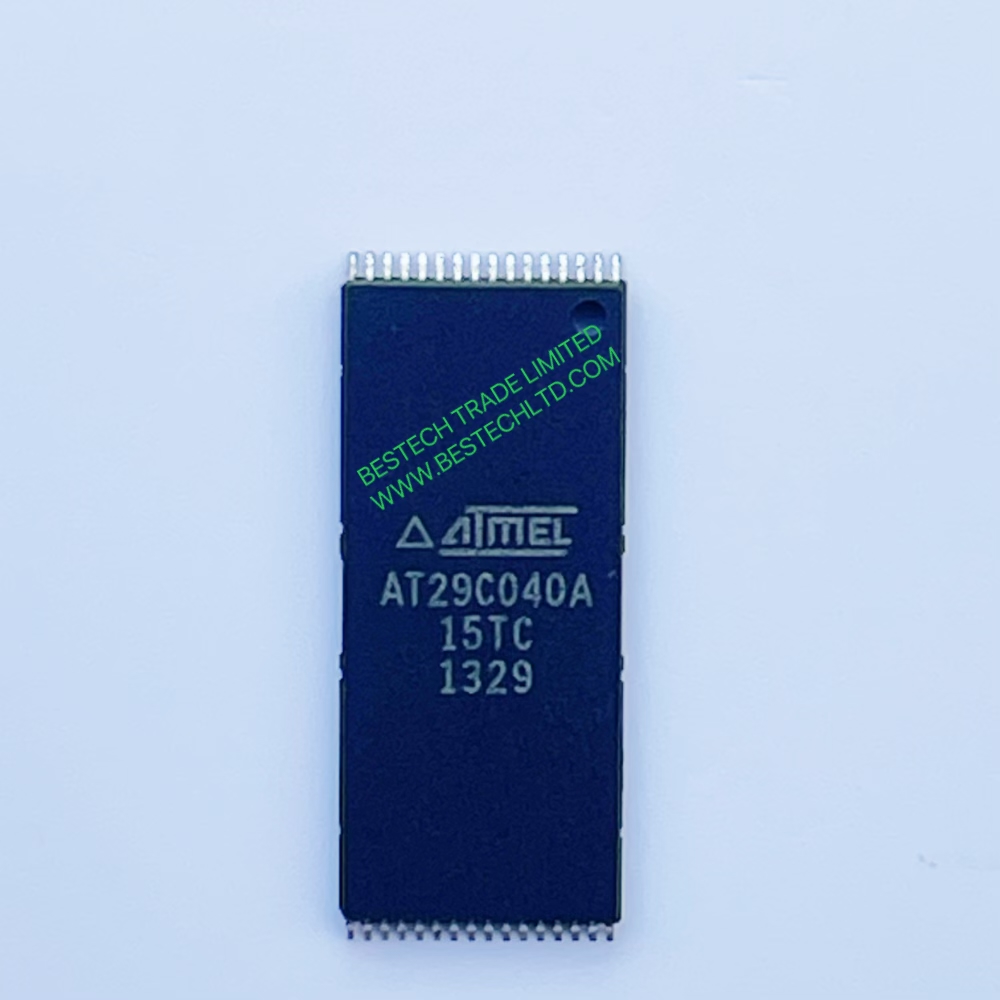 BESTECH TRADE LIMITED
WWW.BESTECHLTD.COM
ATMEL
AT29C040A
15TC
1329